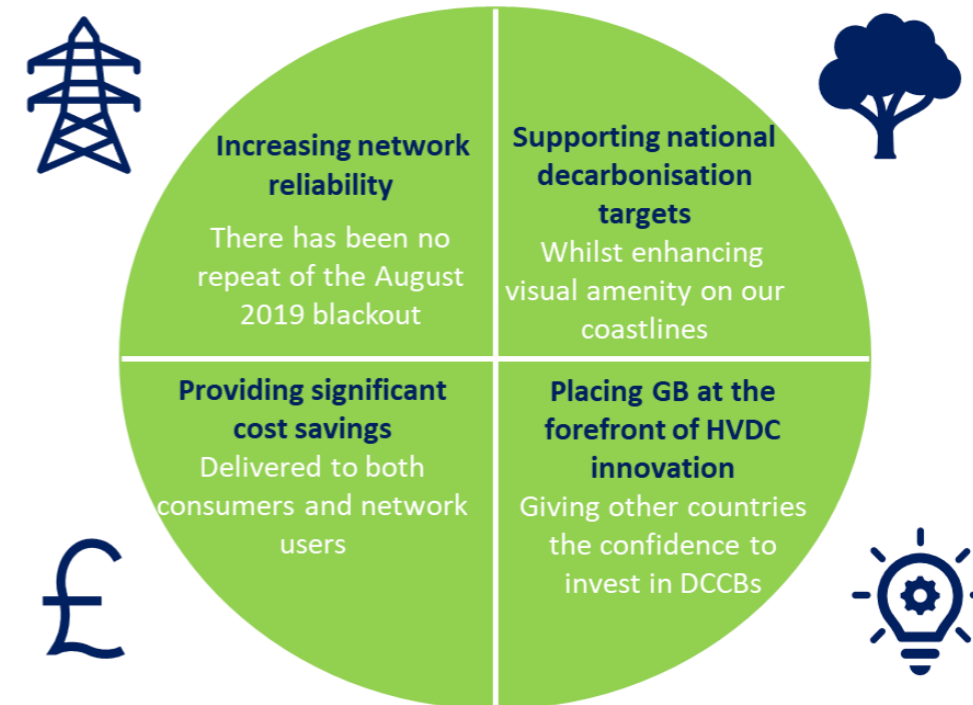 Increasing network
reliability
There has been no
repeat of the August
2019 blackout
Supporting national
decarbonisation
targets
Whilst enhancing
visual amenity on our
coastlines
Providing significant
cost savings
Delivered to both
consumers and network
users
Placing GB at the
forefront of HVDC
innovation
Giving other countries
the confidence to
invest in DCCBs
£